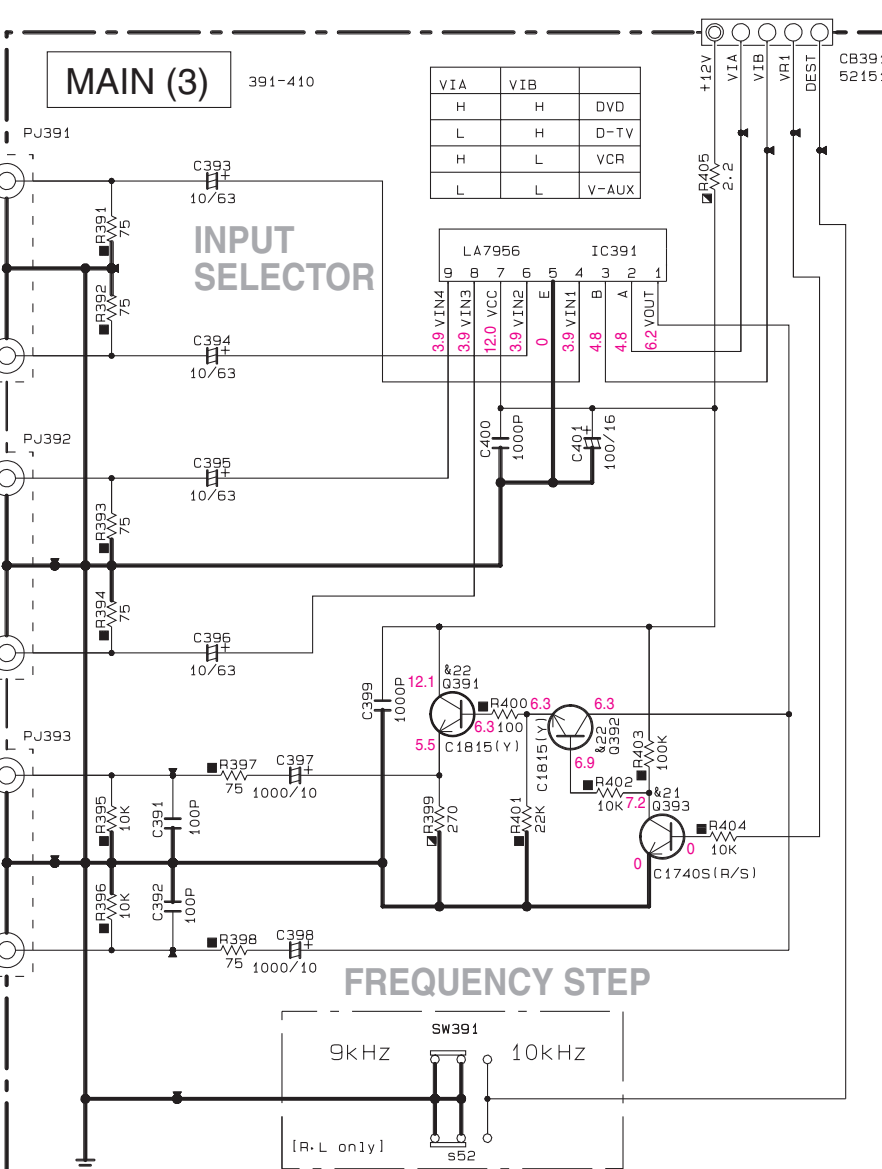 MAIN (3)
391-410
+12V
VIA
VIB
VR1
DEST
CB391
52151
VIA VIB
H H DVD
L H D-TV
H L VCR
L L V-AUX
PJ391
C393
+
10/63
R405
2.2
R391
75
INPUT
SELECTOR
LA7956 IC391
9 8 7 6 5 4 3 2 1
VIN4
VIN3
VCC
VIN2
E
VIN1
B
A
VOUT
3.9
3.9
12.0
3.9
0
3.9
4.8
4.8
6.2
R392
75
C394
+
10/63
PJ392
C400
1000P
C401
+
100/16
C395
+
10/63
R393
75
R394
75
C396
+
10/63
C399
1000P
12.1
&22
Q391
C1815(Y)
5.5
6.3
R400
100
6.3
6.3
C1815(Y)
&22
Q392
6.9
R403
100K
R402
10K
7.2
&21
Q393
R404
10K
0
0
C1740S(R/S)
PJ393
R397
75
C397
+
1000/10
R395
10K
C391
100P
R399
270
R401
22K
R396
10K
C392
100P
R398
75
C398
+
1000/10
FREQUENCY STEP
SW391
9kHz 10kHz
[R.L only]
s52